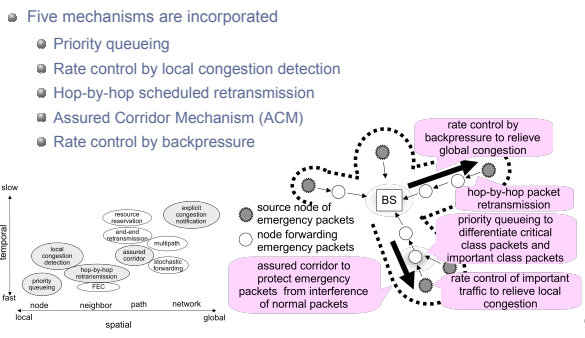 Five mechanisms are incorporated
Priority queueing
Rate control by local congestion detection
Hop-by-hop scheduled retransmission
Assured Corridor Mechanism (ACM)
Rate control by backpressure
slow
temporal
fast
explicit
congestion
notification
resource
reservation
end-end
retransmission
multipath
local
congestion
detection
assured
corridor
stochastic
forwarding
hop-by-hop
retransmission
priority
queueing
FEC
node
neighbor
path
network
local
spatial
global
source node of
emergency packets
node forwarding
emergency packets
BS
rate control by
backpressure to relieve
global congestion
hop-by-hop packet
retransmission
priority queueing to
differentiate critical
class packets and
important class packets
assured corridor to
protect emergency
packets from interference
of normal packets
rate control of important
traffic to relieve local
congestion